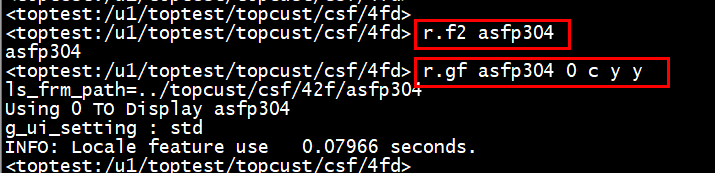 <toptest:/u1/toptest/topcust/csf/4fd>
<toptest:/u1/toptest/topcust/csf/4fd> r.f2 asfp304
asfp304
<toptest:/u1/toptest/topcust/csf/4fd> r.gf asfp304 0 c y y
ls_frm_path=../topcust/csf/42f/asfp304
Using 0 TO Display asfp304
g_ui_setting : std
INFO: Locale feature use   0.07966 seconds.
<toptest:/u1/toptest/topcust/csf/4fd>